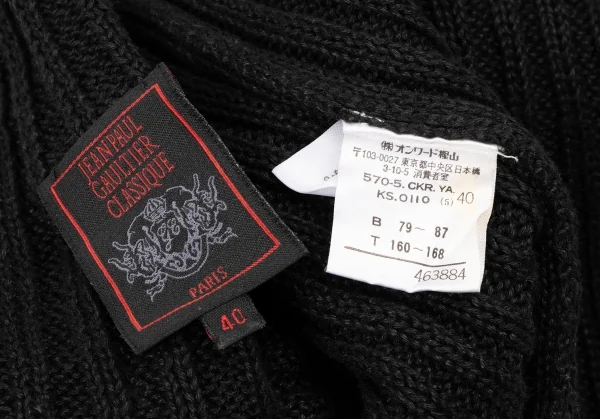 JEAN PAUL
GAULTIER
CLASSIQUE
PARIS
40
㈱オンワード樫山
〒103-0027 東京都中央区日本橋
3-10-5 消費者室
570-5. CKR. YA.
KS. 0110 (5) 40
B 79~ 87
T 160~168
463884